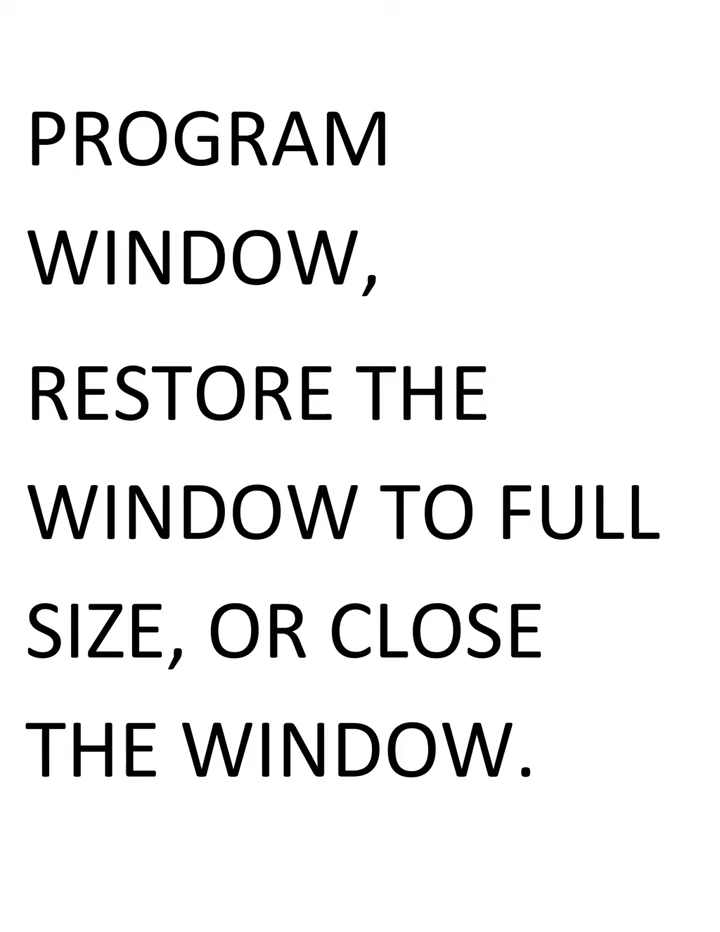 PROGRAM
WINDOW,
RESTORE THE
WINDOW TO FULL
SIZE, OR CLOSE
THE WINDOW.